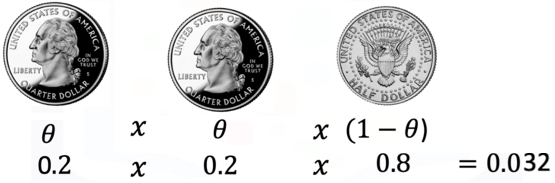 UNITED STATES OF AMERICA
LIBERTY
IN
GOD WE
TRUST
S
QUARTER DOLLAR
UNITED STATES OF AMERICA
LIBERTY
IN
GOD WE
TRUST
S
QUARTER DOLLAR
UNITED STATES OF AMERICA
HALF DOLLAR
θ x θ x (1 − θ)
0.2 x 0.2 x 0.8 = 0.032